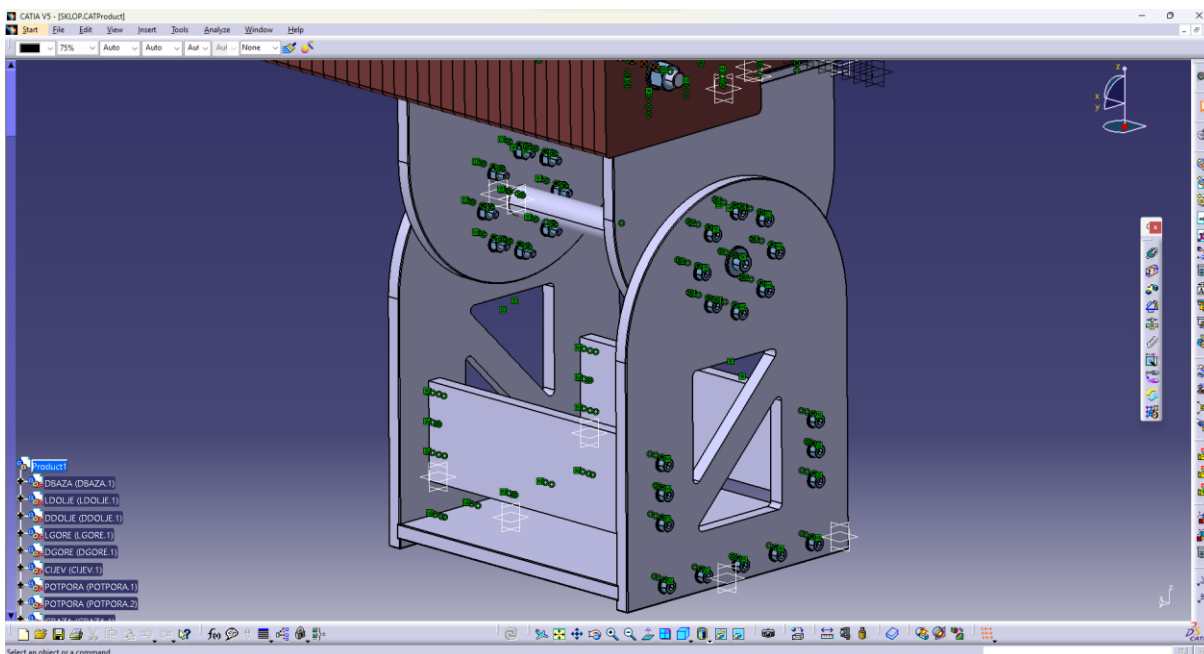 CATIA V5 - [SKLOP.CATProduct]
Start File Edit View Insert Tools Analyze Window Help
75% Auto Auto Aut Aut None
z
x
y
Product1
DBAZA (DBAZA.1)
LDOLJE (LDOLJE.1)
DDOLJE (DDOLJE.1)
LGORE (LGORE.1)
DGORE (DGORE.1)
CIJEV (CIJEV.1)
POTPORA (POTPORA.1)
POTPORA (POTPORA.2)
Select an object or a command